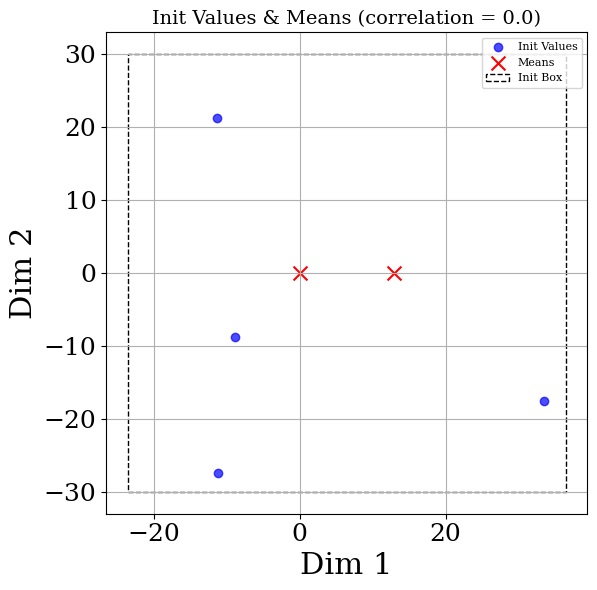 Init Values & Means (correlation = 0.0)
Init Values
Means
Init Box
Dim 2
30
20
10
0
−10
−20
−30
−20
0
20
Dim 1